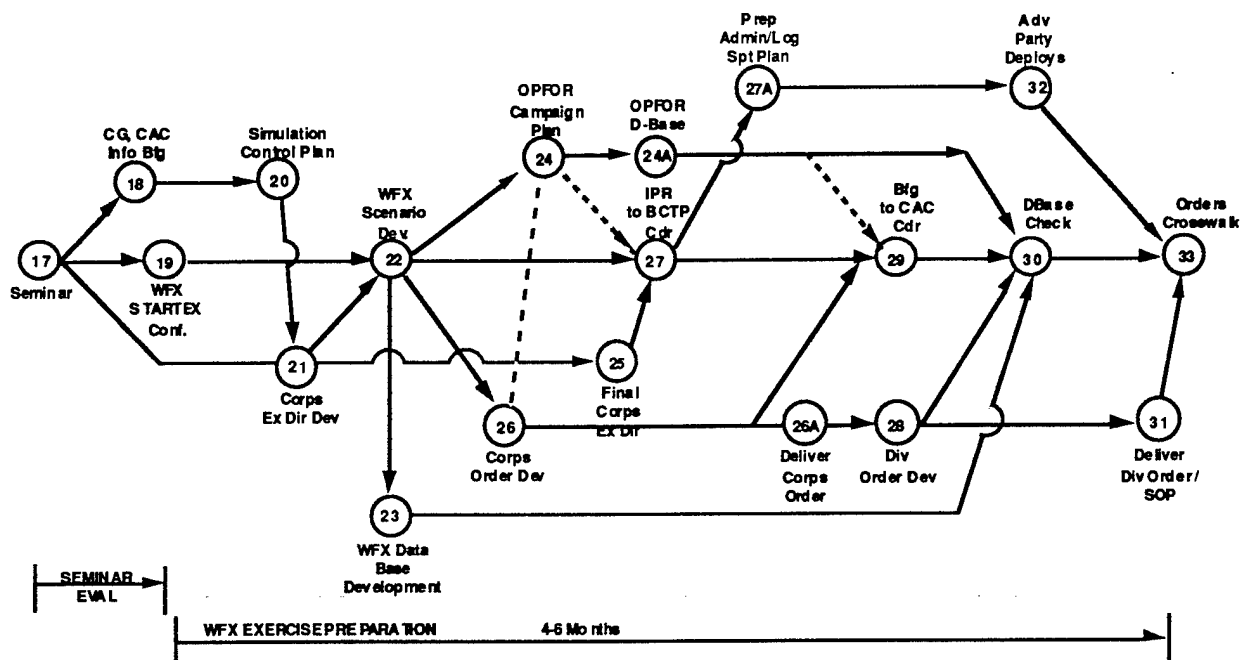 Prep
Admin/Log
Spt Plan
27A
Adv
Party
Deploys
32
OPFOR
Campaign
Plan
24
OPFOR
D-Base
24A
CG, CAC
Info Bfg
18
Simulation
Control Plan
20
WFX
Scenario
Dev.
22
IPR
to BCTP
Cdr
27
Bfg
to CAC
Cdr
29
DBase
Check
30
Orders
Crosswalk
33
17
Seminar
19
WFX
STARTEX
Conf.
21
Corps
Ex Dir Dev
25
Final
Corps
Ex Dir
26
Corps
Order Dev
26A
Deliver
Corps
Order
28
Div
Order Dev
31
Deliver
Div Order/
SOP
23
WFX Data
Base
Development
SEMINAR
EVAL
WFX EXERCISE PREPARATION 4-6 Months